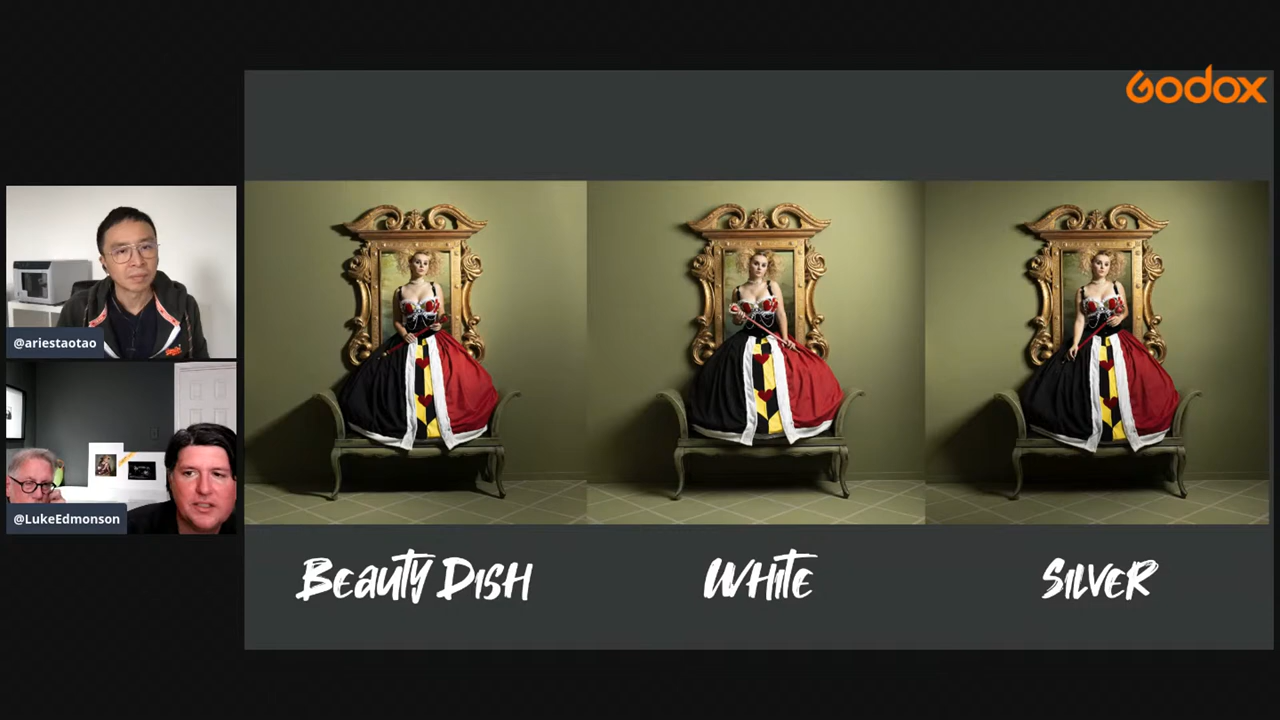 Godox
@ariestaotao
@LukeEdmonson
Beauty Dish
White
Silver